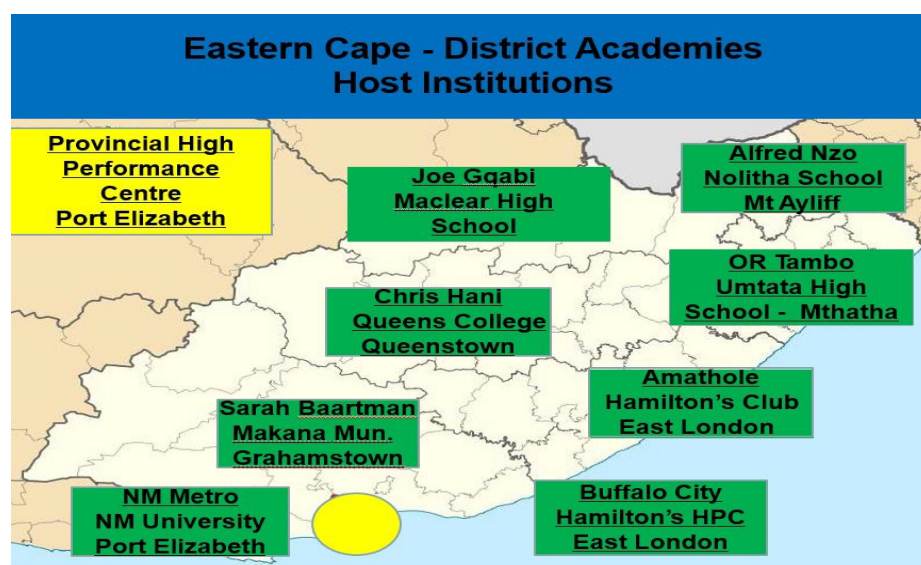 Eastern Cape - District Academies
Host Institutions
Provincial High
Performance
Centre
Port Elizabeth
Joe Gqabi
Maclear High
School
Alfred Nzo
Nolitha School
Mt Ayliff
OR Tambo
Umtata High
School - Mthatha
Chris Hani
Queens College
Queenstown
Amathole
Hamilton's Club
East London
Sarah Baartman
Makana Mun.
Grahamstown
NM Metro
NM University
Port Elizabeth
Buffalo City
Hamilton's HPC
East London